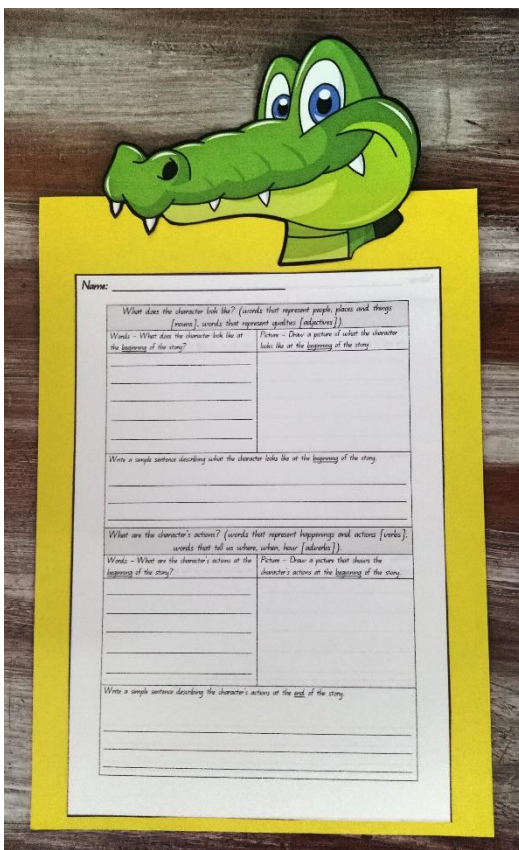 Name:
What does the character look like? (words that represent people, places and things
[nouns], words that represent qualities [adjectives]).
Words – What does the character look like at
the beginning of the story?
Picture – Draw a picture of what the character
looks like at the beginning of the story.
Write a simple sentence describing what the character looks like at the beginning of the story.
What are the character's actions? (words that represent happenings and actions [verbs],
words that tell us where, when, how [adverbs]).
Words – What are the character's actions at the
beginning of the story?
Picture – Draw a picture that shows the
character's actions at the beginning of the story.
Write a simple sentence describing the character's actions at the end of the story.